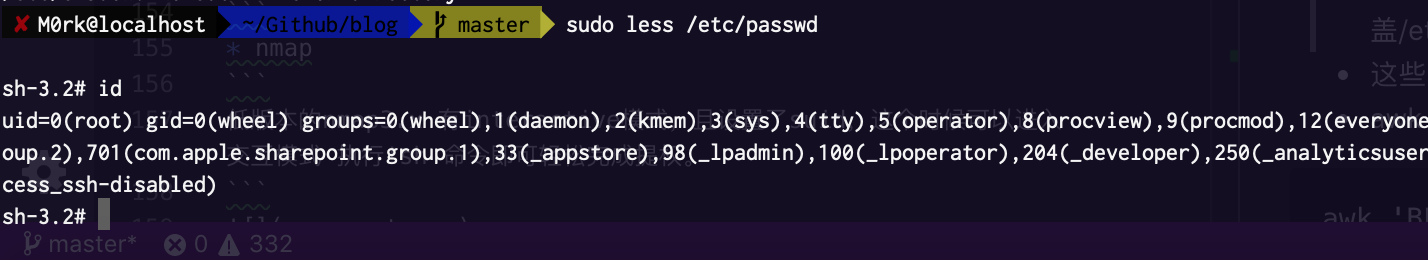 ✘ M0rk@localhost ~/Github/blog master sudo less /etc/passwd
盖/et
155 * nmap
```
这些
156
sh-3.2# id
uid=0(root) gid=0(wheel) groups=0(wheel),1(daemon),2(kmem),3(sys),4(tty),5(operator),8(procview),9(procmod),12(everyone
oup.2),701(com.apple.sharepoint.group.1),33(_appstore),98(_lpadmin),100(_lpoperator),204(_developer),250(_analyticsuser
cess_ssh-disabled)
```
sh-3.2#
awk 'B
master* 0 332